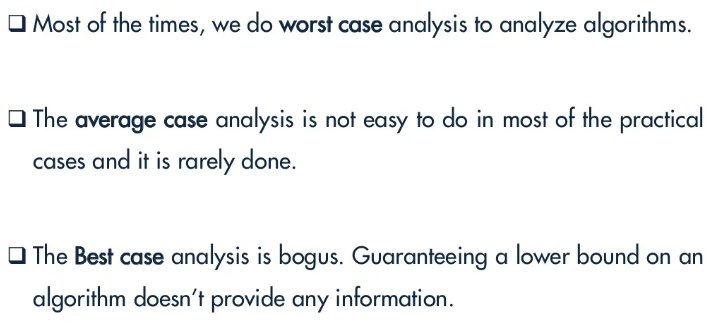 ❑ Most of the times, we do worst case analysis to analyze algorithms.
❑ The average case analysis is not easy to do in most of the practical
cases and it is rarely done.
❑ The Best case analysis is bogus. Guaranteeing a lower bound on an
algorithm doesn't provide any information.